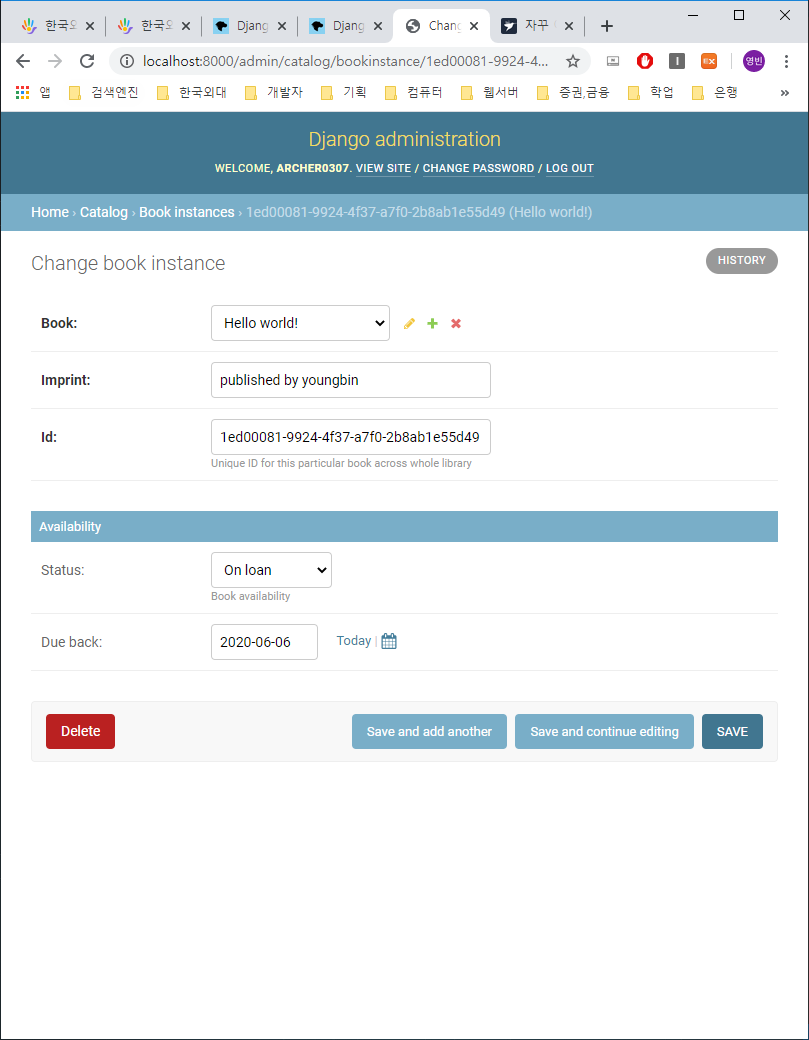 한국외 한국외 Djang Djang Chang 자꾸
localhost:8000/admin/catalog/bookinstance/1ed00081-9924-4... 영빈
앱 검색엔진 한국외대 개발자 기획 컴퓨터 웹서버 증권,금융 학업 은행 »
Django administration
WELCOME, ARCHER0307. VIEW SITE / CHANGE PASSWORD / LOG OUT
Home › Catalog › Book instances › 1ed00081-9924-4f37-a7f0-2b8ab1e55d49 (Hello world!)
Change book instance HISTORY
Book: Hello world!
Imprint: published by youngbin
Id: 1ed00081-9924-4f37-a7f0-2b8ab1e55d49
Unique ID for this particular book across whole library
Availability
Status: On loan
Book availability
Due back: 2020-06-06 Today |
Delete Save and add another Save and continue editing SAVE